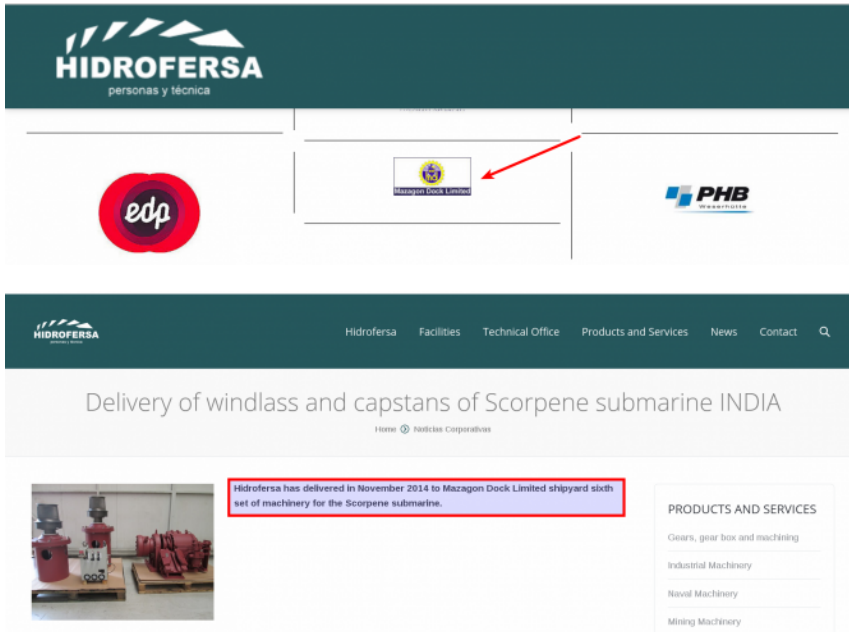 HIDROFERSA
personas y técnica
edp
Mazagon Dock Limited
PHB
Weserhütte
HIDROFERSA
Hidrofersa Facilities Technical Office Products and Services News Contact
Delivery of windlass and capstans of Scorpene submarine INDIA
Home Noticias Corporativas
Hidrofersa has delivered in November 2014 to Mazagon Dock Limited shipyard sixth
set of machinery for the Scorpene submarine.
PRODUCTS AND SERVICES
Gears, gear box and machining
Industrial Machinery
Naval Machinery
Mining Machinery